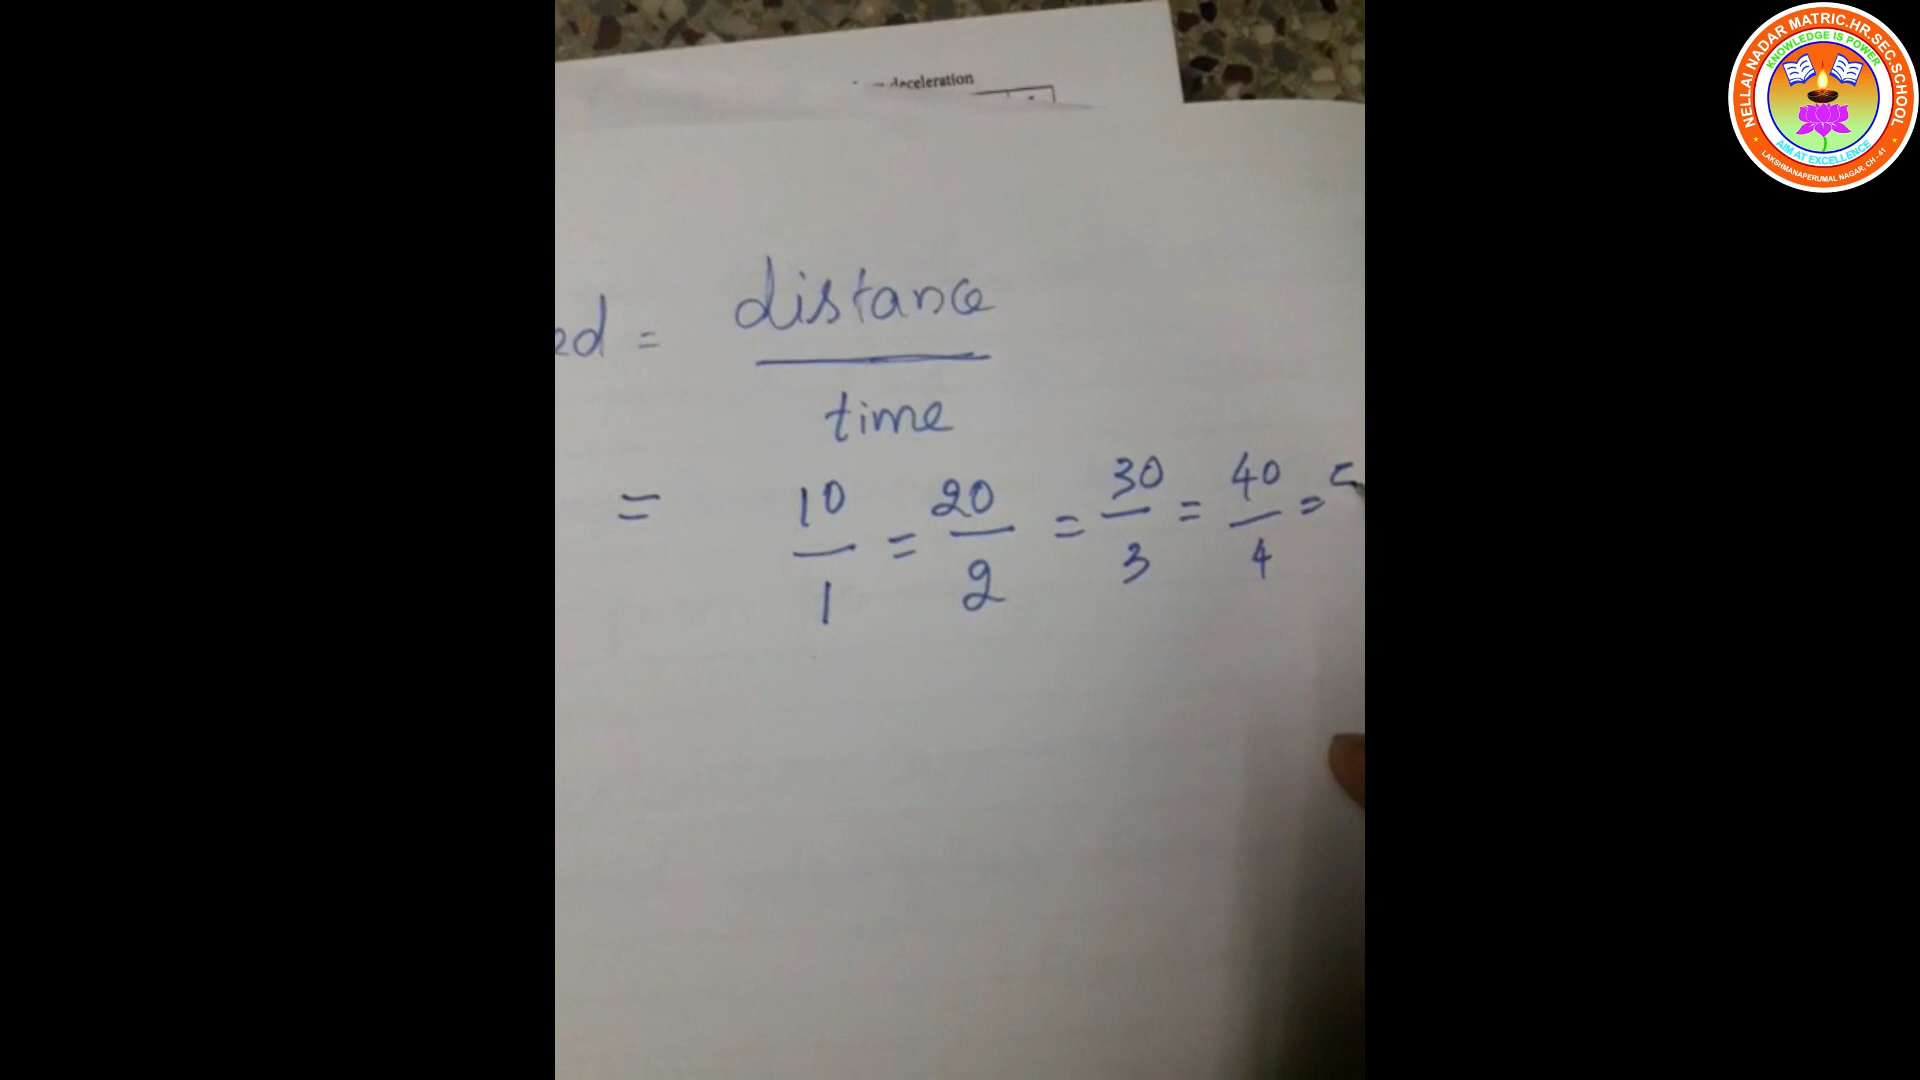 deceleration
ed = distance
time
= 10/1 = 20/2 = 30/3 = 40/4 = 5
NELLAI NADAR MATRIC.HR.SEC.SCHOOL
KNOWLEDGE IS POWER
AIM AT EXCELLENCE
LAKSHMANAPERUMAL NAGAR, CH - 41